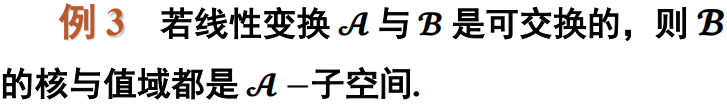 例 3 若线性变换 𝒜 与 ℬ 是可交换的，则 ℬ
的核与值域都是 𝒜 −子空间.